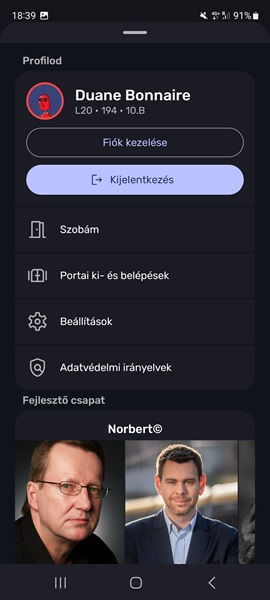 18:39
91%
Profilod
Duane Bonnaire
L20 • 194 • 10.B
Fiók kezelése
Kijelentkezés
Szobám
Portai ki- és belépések
Beállítások
Adatvédelmi irányelvek
Fejlesztő csapat
Norbert©